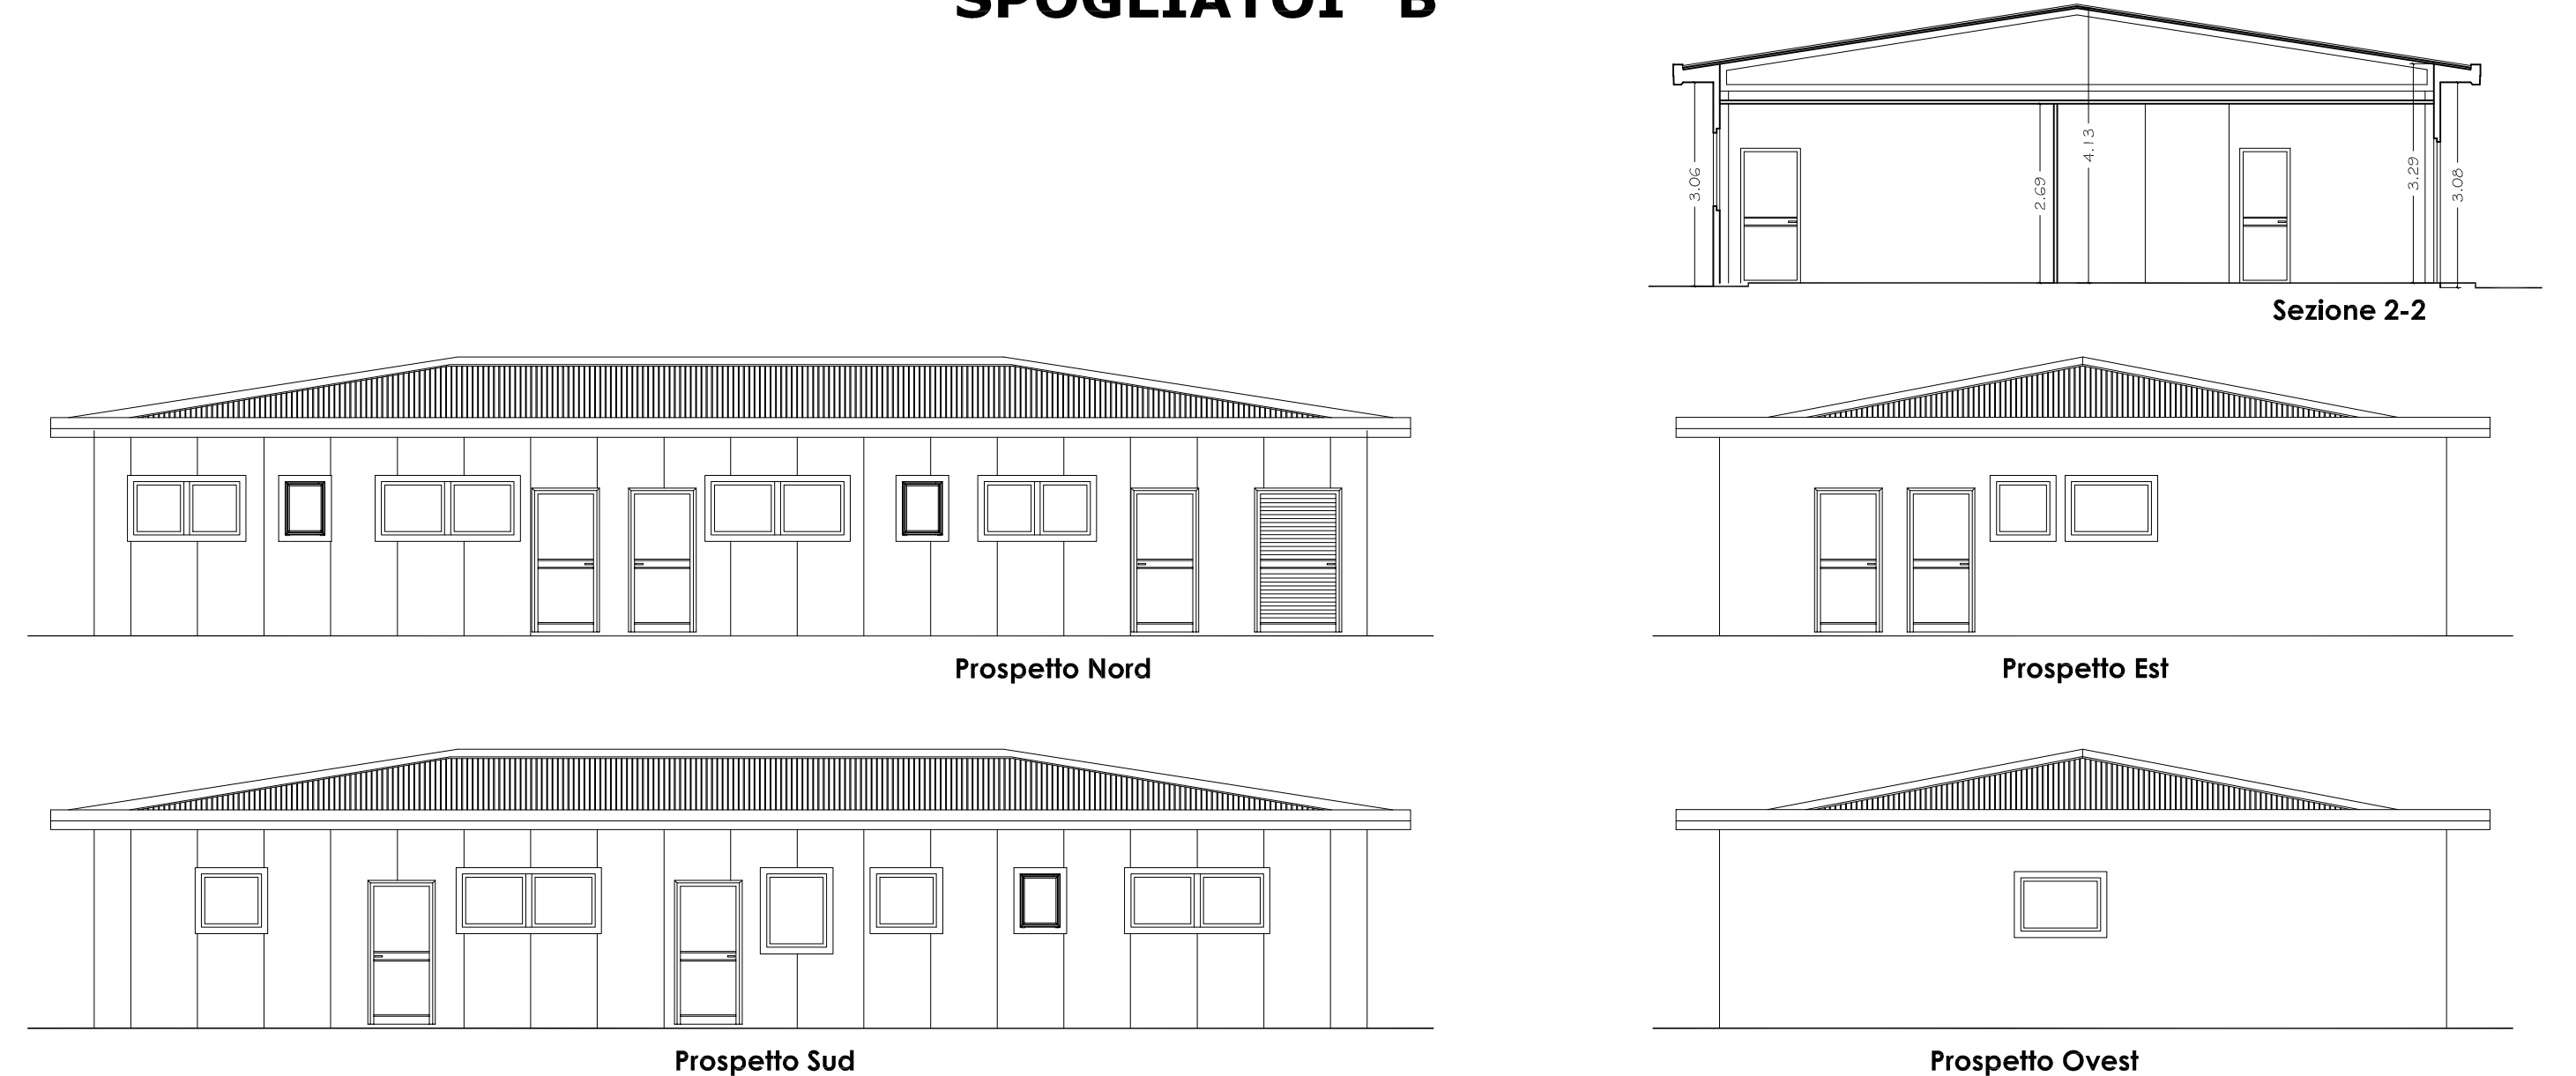 SPOGLIATOI "B"
3.06
2.69
4.13
3.29
3.08
Sezione 2-2
Prospetto Nord
Prospetto Est
Prospetto Sud
Prospetto Ovest